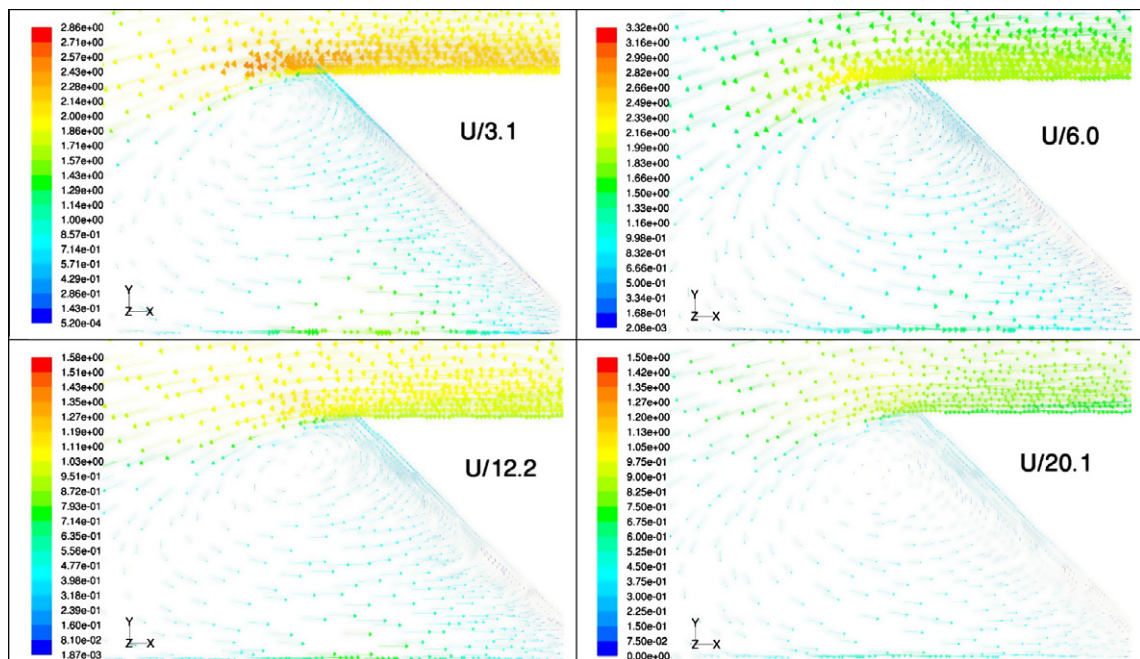 2.86e+00
2.71e+00
2.57e+00
2.43e+00
2.28e+00
2.14e+00
2.00e+00
1.86e+00
1.71e+00
1.57e+00
1.43e+00
1.29e+00
1.14e+00
1.00e+00
8.57e-01
7.14e-01
5.71e-01
4.29e-01
2.86e-01
1.43e-01
5.20e-04
U/3.1
Y
Z X
3.32e+00
3.16e+00
2.99e+00
2.82e+00
2.66e+00
2.49e+00
2.33e+00
2.16e+00
1.99e+00
1.83e+00
1.66e+00
1.50e+00
1.33e+00
1.16e+00
9.98e-01
8.32e-01
6.66e-01
5.00e-01
3.34e-01
1.68e-01
2.08e-03
U/6.0
Y
Z X
1.58e+00
1.51e+00
1.43e+00
1.35e+00
1.27e+00
1.19e+00
1.11e+00
1.03e+00
9.51e-01
8.72e-01
7.93e-01
7.14e-01
6.35e-01
5.56e-01
4.77e-01
3.98e-01
3.18e-01
2.39e-01
1.60e-01
8.10e-02
1.87e-03
U/12.2
Y
Z X
1.50e+00
1.42e+00
1.35e+00
1.27e+00
1.20e+00
1.12e+00
1.05e+00
9.75e-01
9.00e-01
8.25e-01
7.50e-01
6.75e-01
6.00e-01
5.25e-01
4.50e-01
3.75e-01
3.00e-01
2.25e-01
1.50e-01
7.50e-02
0.00e+00
U/20.1
Y
Z X